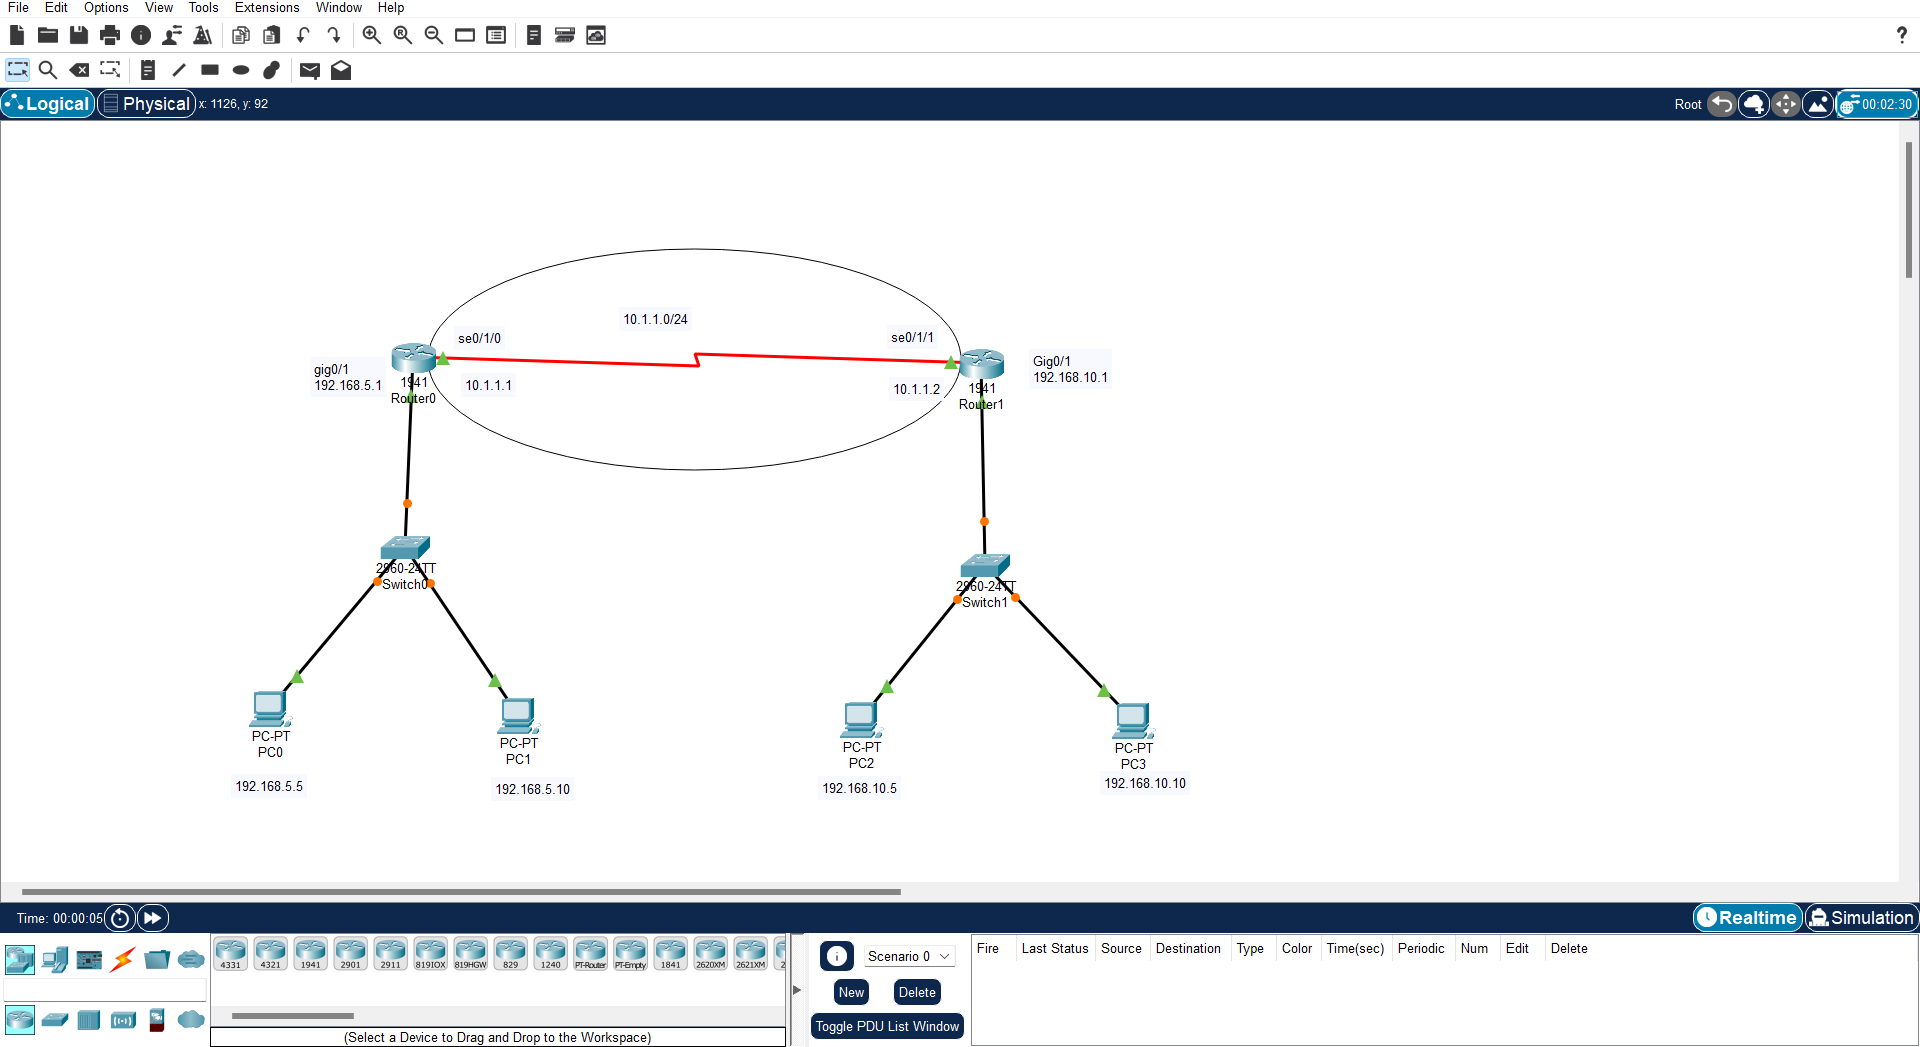 File Edit Options View Tools Extensions Window Help
?
Logical Physical x: 1126, y: 92 Root 00:02:30
10.1.1.0/24
se0/1/0
se0/1/1
gig0/1
192.168.5.1
10.1.1.1
10.1.1.2
Gig0/1
192.168.10.1
1941
Router0
1941
Router1
2960-24TT
Switch0
2960-24TT
Switch1
PC-PT
PC0
192.168.5.5
PC-PT
PC1
192.168.5.10
PC-PT
PC2
192.168.10.5
PC-PT
PC3
192.168.10.10
Time: 00:00:05 Realtime Simulation
4331 4321 1941 2901 2911 819IOX 819HGW 829 1240 PT-Router PT-Empty 1841 2620XM 2621XM 2
(Select a Device to Drag and Drop to the Workspace)
Scenario 0
New Delete
Toggle PDU List Window
Fire Last Status Source Destination Type Color Time(sec) Periodic Num Edit Delete